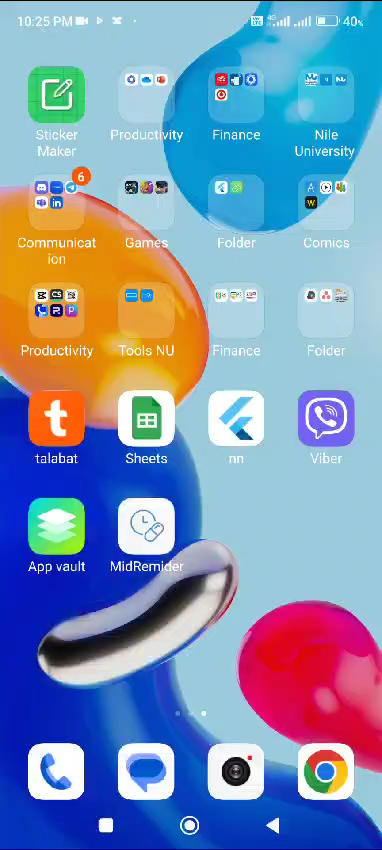 10:25 PM
40%
Sticker Maker
Productivity
Finance
Nile University
6
Communication
Games
Folder
Comics
Productivity
Tools NU
Finance
Folder
talabat
Sheets
nn
Viber
App vault
MidRemider